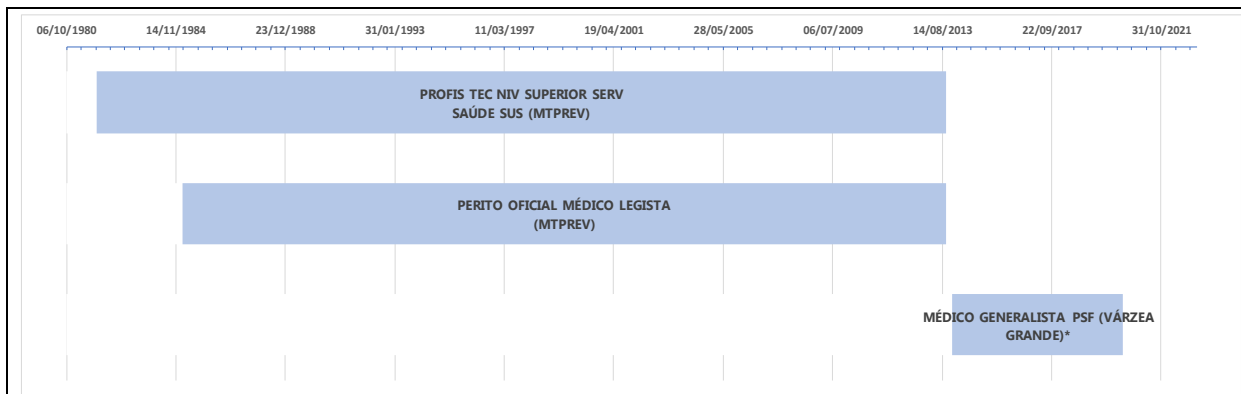 06/10/1980 14/11/1984 23/12/1988 31/01/1993 11/03/1997 19/04/2001 28/05/2005 06/07/2009 14/08/2013 22/09/2017 31/10/2021
PROFIS TEC NIV SUPERIOR SERV
SAÚDE SUS (MTPREV)
PERITO OFICIAL MÉDICO LEGISTA
(MTPREV)
MÉDICO GENERALISTA PSF (VÁRZEA
GRANDE)*